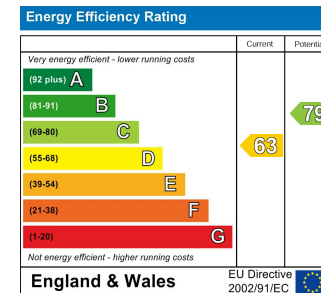 Energy Efficiency Rating
Current
Very energy efficient - lower running costs
(92 plus) A
(81-91) B
79
(69-80) C
63
(55-68) D
(39-54) E
(21-38) F
(1-20) G
Not energy efficient - higher running costs
England & Wales
EU Directive
2002/91/EC